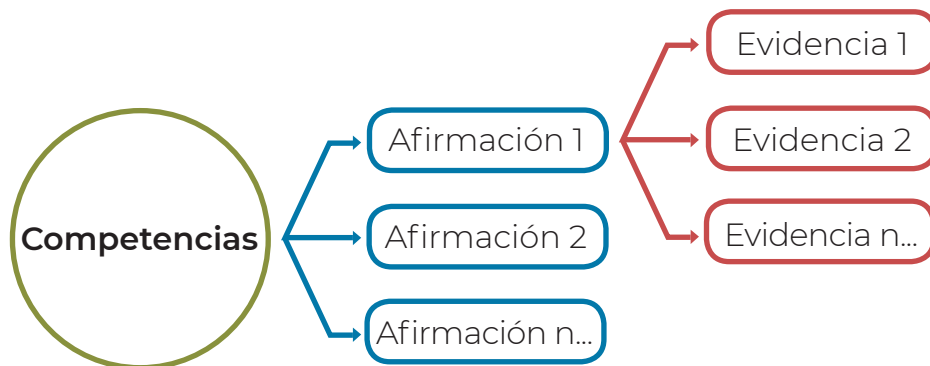 Competencias
Afirmación 1
Afirmación 2
Afirmación n...
Evidencia 1
Evidencia 2
Evidencia n...